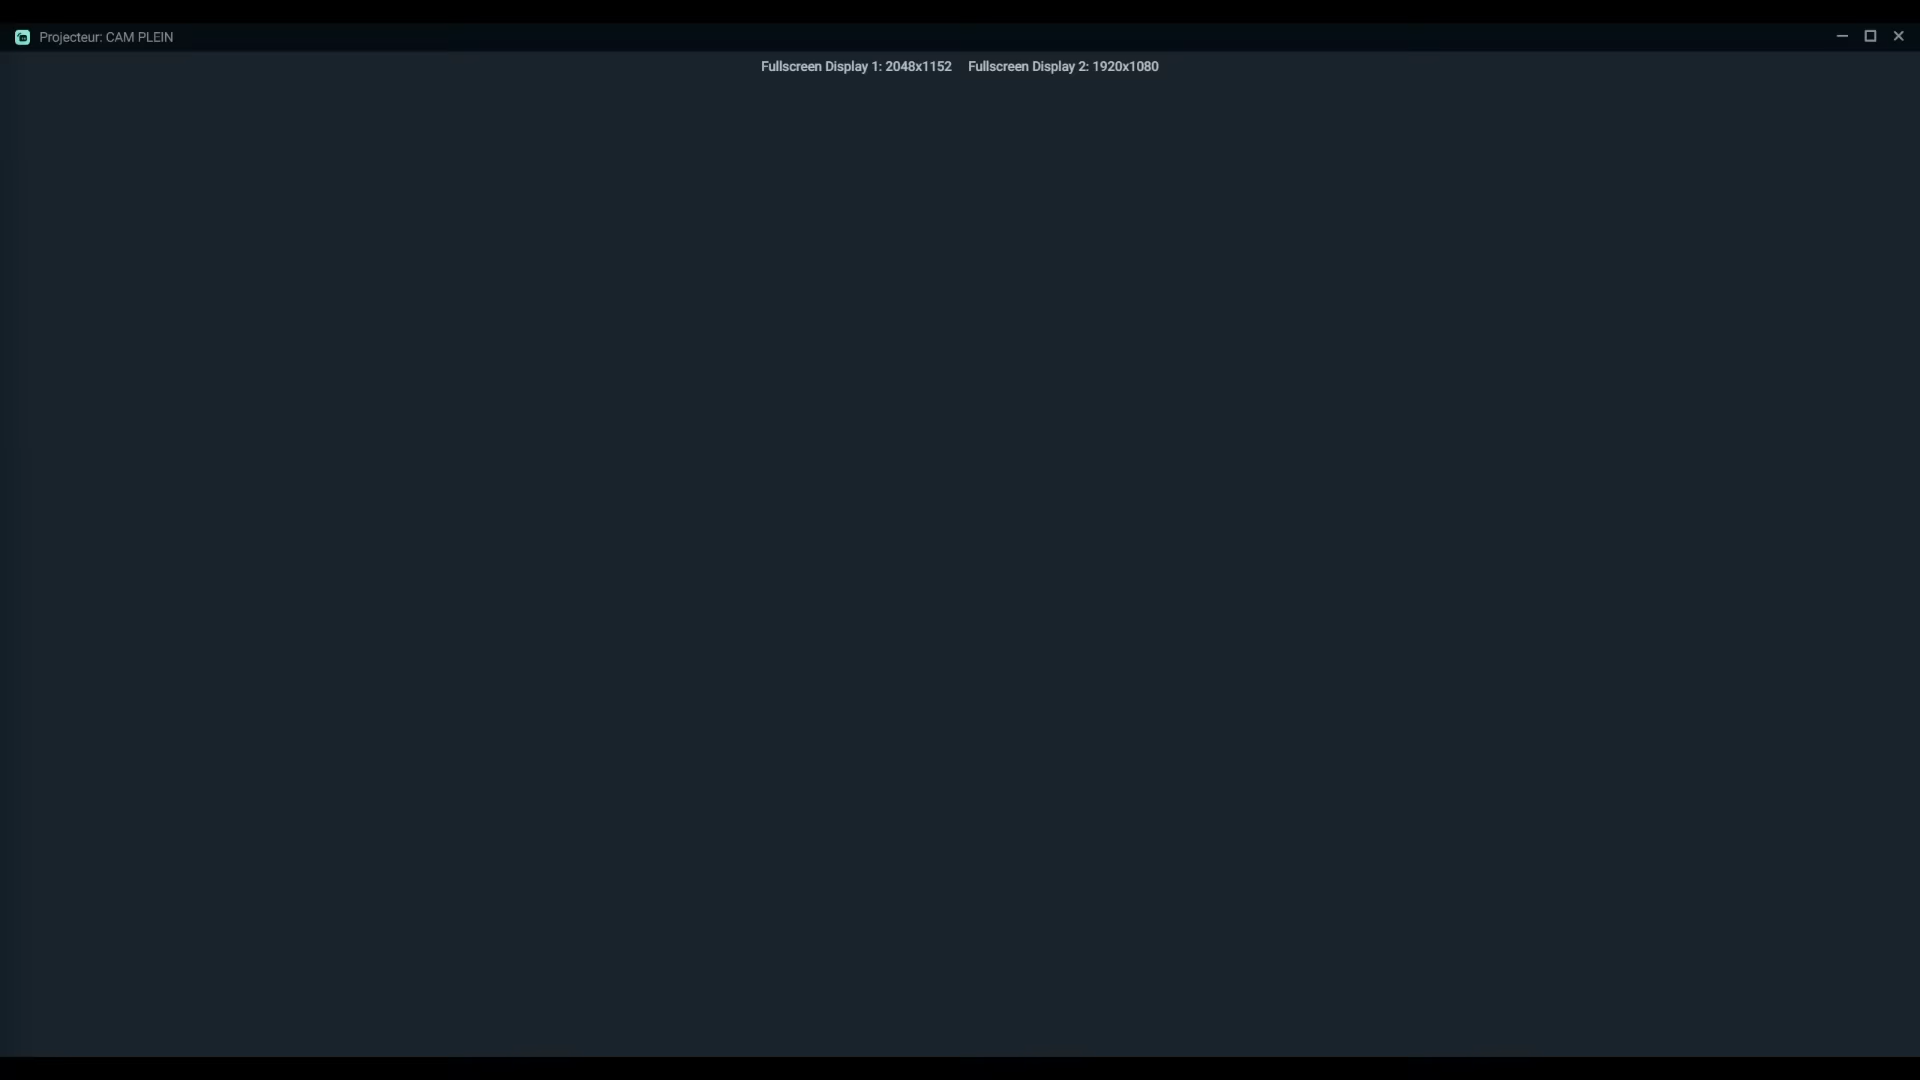 Projecteur: CAM PLEIN
Fullscreen Display 1: 2048x1152 Fullscreen Display 2: 1920x1080